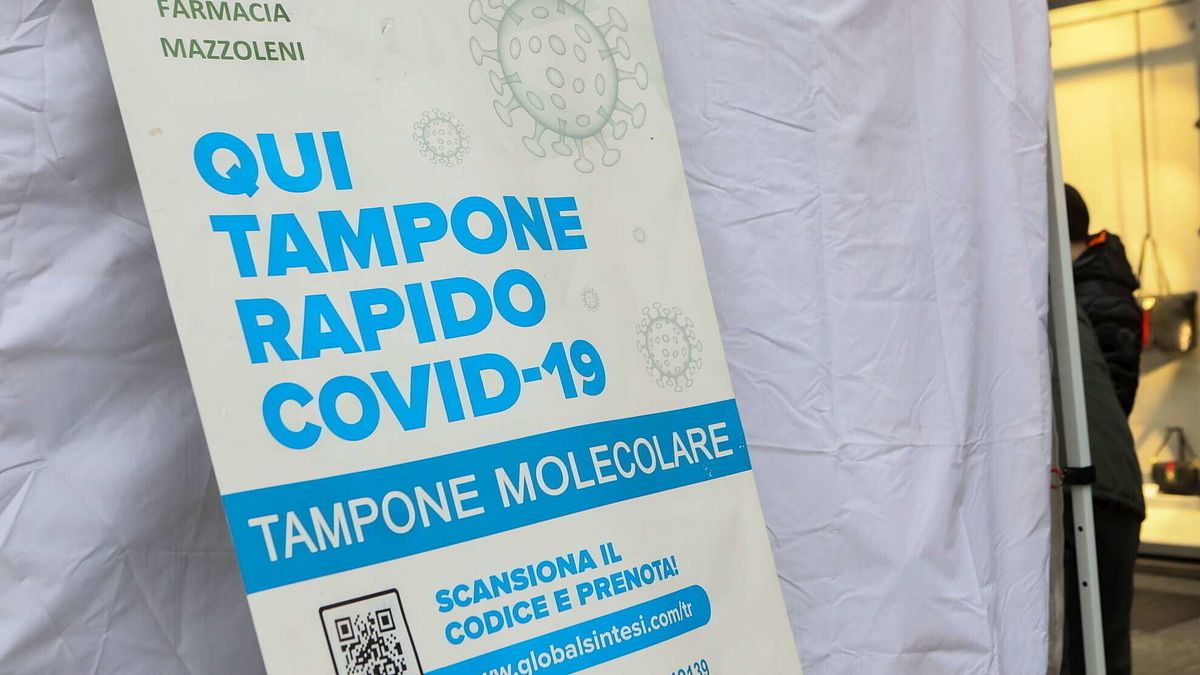 FARMACIA
MAZZOLENI
QUI
TAMPONE
RAPIDO
COVID-19
TAMPONE MOLECOLARE
SCANSIONA IL
CODICE E PRENOTA!
www.globalsintesi.com/tr